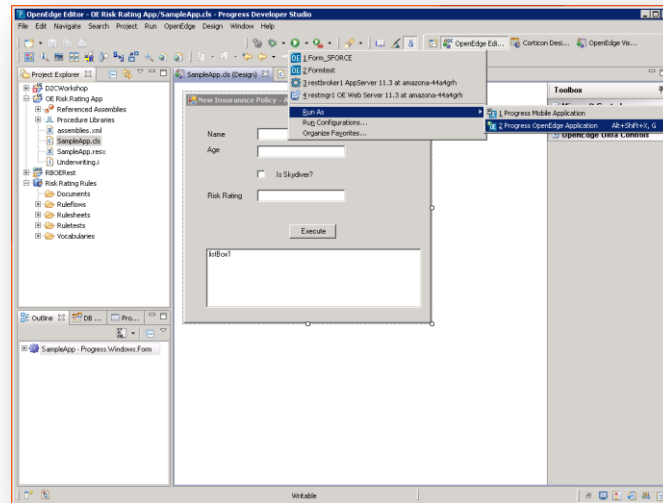 OpenEdge Editor - OE Risk Rating App/SampleApp.cls - Progress Developer Studio
File Edit Navigate Search Project Run OpenEdge Design Window Help
OpenEdge Edi...
Corticon Desi...
OpenEdge Vis...
Project Explorer
D2CWorkshop
OE Risk Rating App
Referenced Assemblies
Procedure Libraries
assemblies.xml
SampleApp.cls
SampleApp.resx
Underwriting.i
RBOERest
Risk Rating Rules
Documents
Ruleflows
Rulesheets
Ruletests
Vocabularies
SampleApp.cls (Design)
New Insurannce Policy - A
Name
Age
Is Skydiver?
Risk Rating
Execute
listBox1
1 Form_SFORCE
2 Formtest
3 restbroker1 AppServer 11.3 at amazona-44a4grh
4 restmgr1 OE Web Server 11.3 at amazona-44a4grh
Run As
Run Configurations...
Organize Favorites...
1 Progress Mobile Application
2 Progress OpenEdge Application Alt+Shift+X, G
Toolbox
OpenEdge Ultra Controls
Outline
DB ...
Pro...
SampleApp - Progress.Windows.Form
Writable